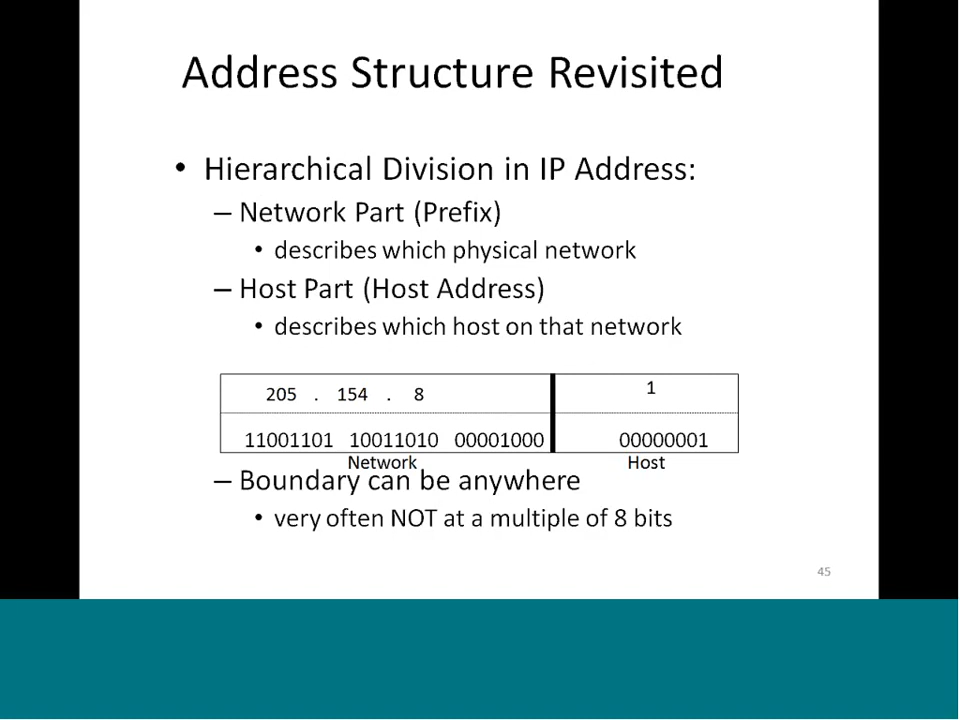 Address Structure Revisited
• Hierarchical Division in IP Address:
– Network Part (Prefix)
• describes which physical network
– Host Part (Host Address)
• describes which host on that network
205 . 154 . 8 1
11001101 10011010 00001000 00000001
Network Host
– Boundary can be anywhere
• very often NOT at a multiple of 8 bits
45